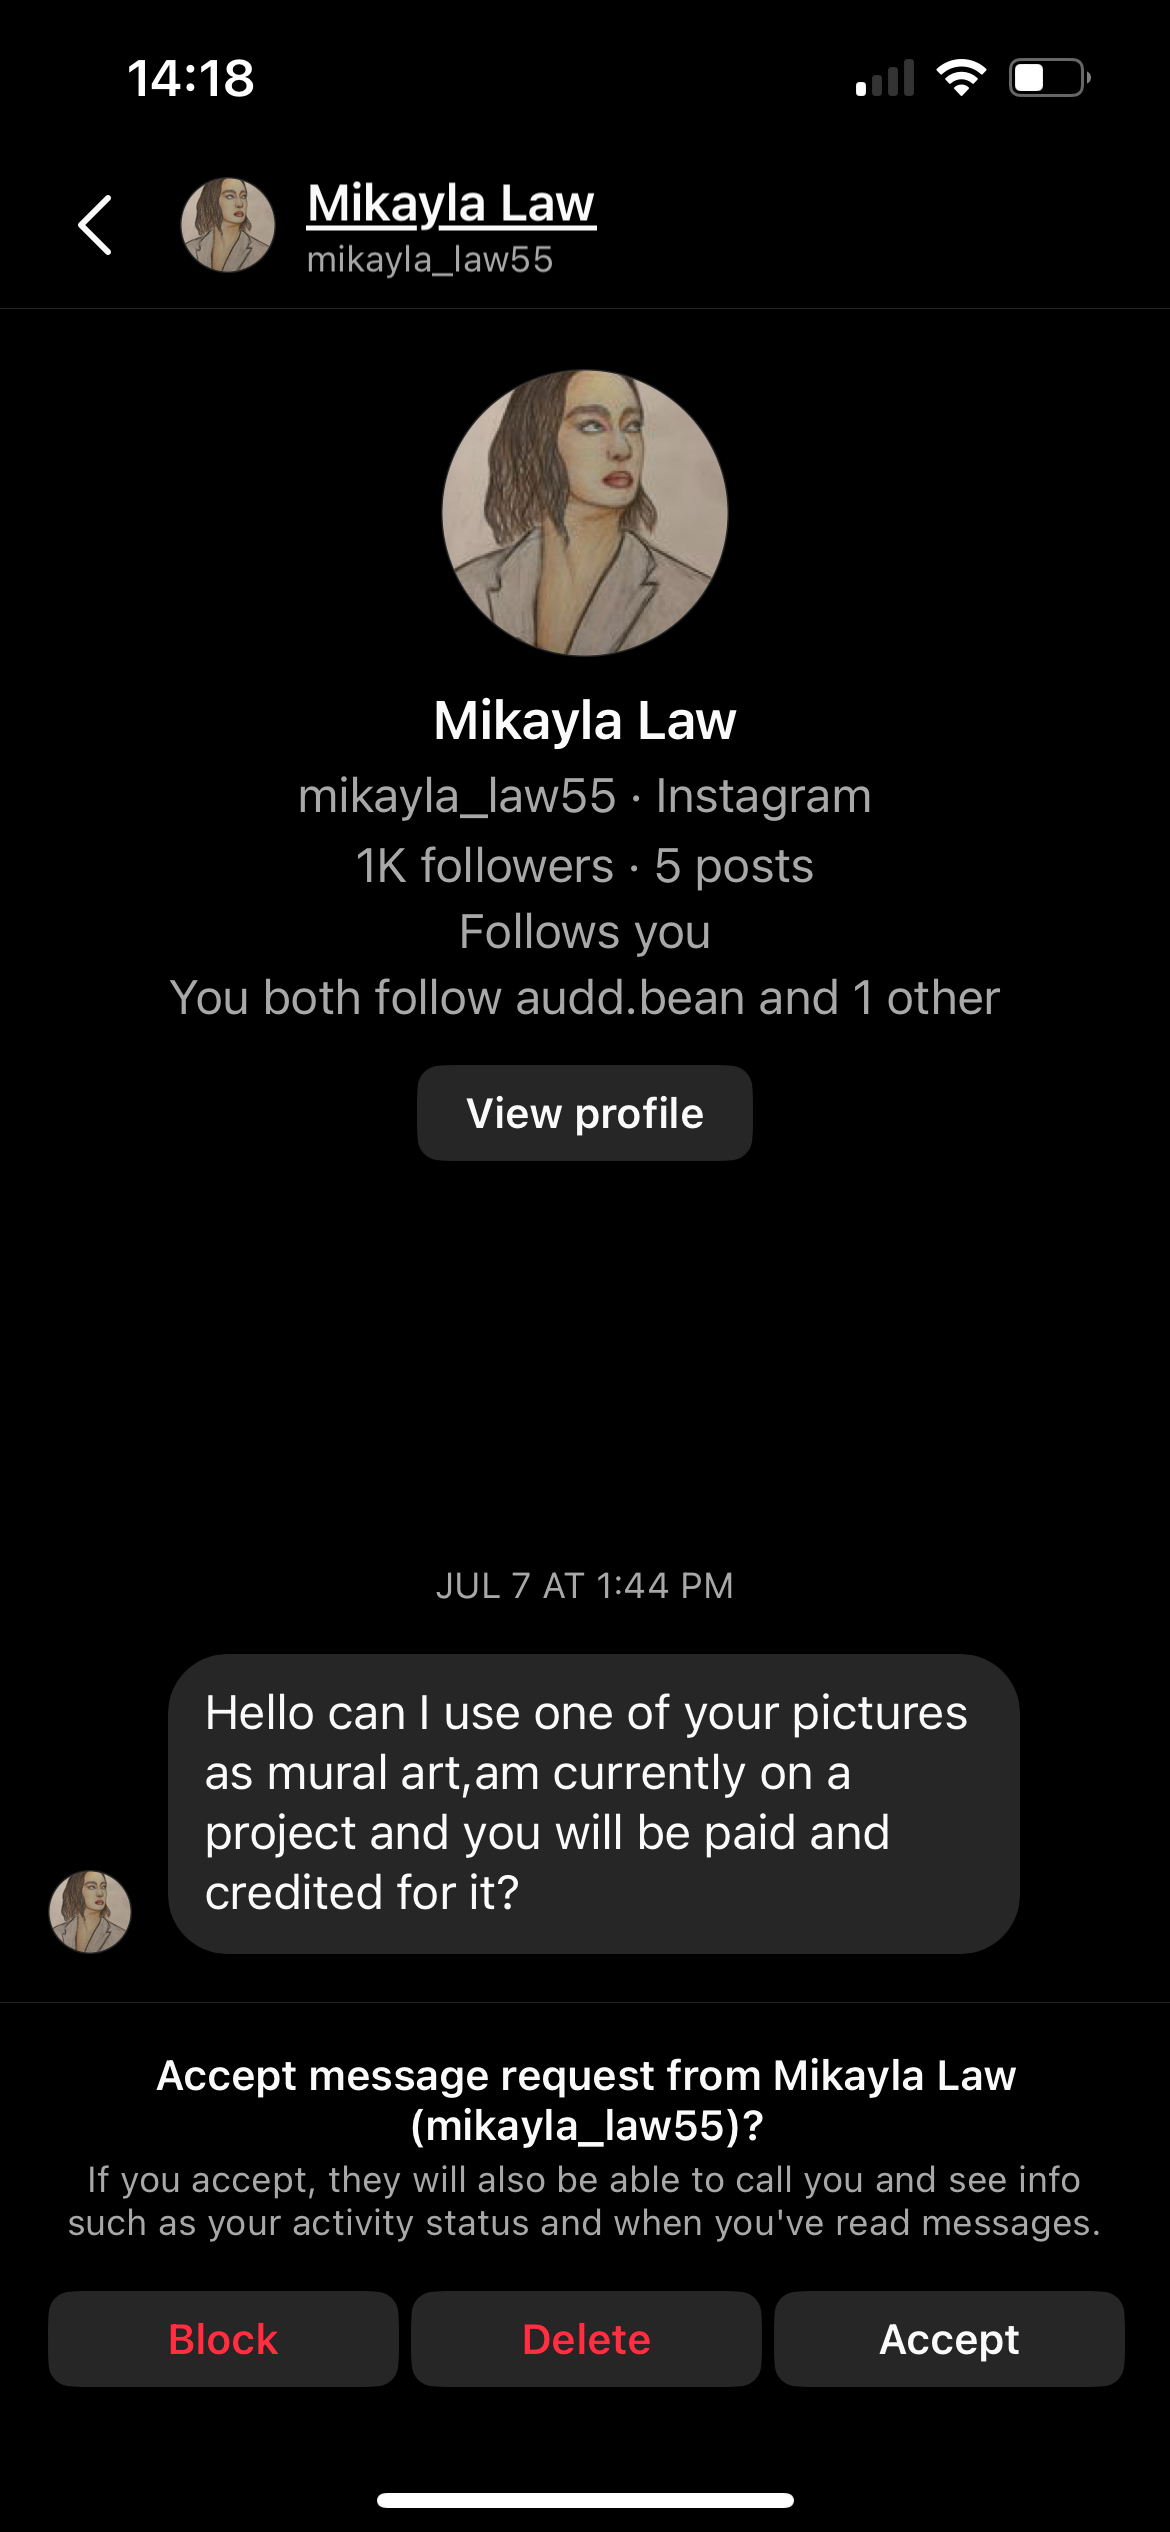 14:18
Mikayla Law
mikayla_law55
Mikayla Law
mikayla_law55 · Instagram
1K followers · 5 posts
Follows you
You both follow audd.bean and 1 other
View profile
JUL 7 AT 1:44 PM
Hello can I use one of your pictures
as mural art,am currently on a
project and you will be paid and
credited for it?
Accept message request from Mikayla Law
(mikayla_law55)?
If you accept, they will also be able to call you and see info
such as your activity status and when you've read messages.
Block
Delete
Accept